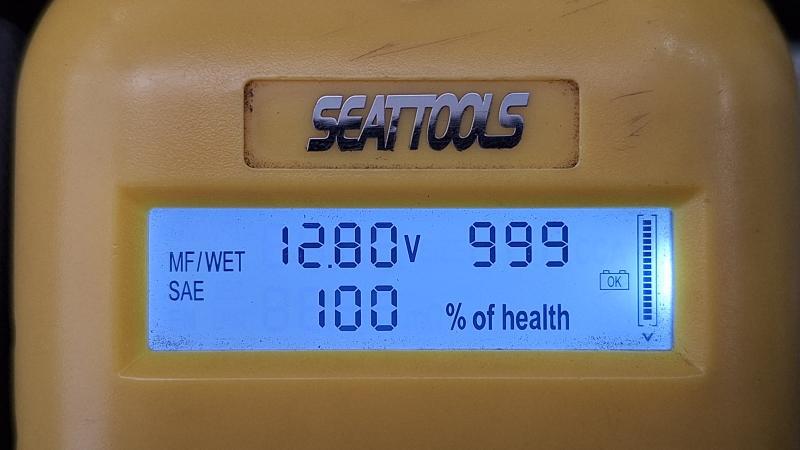 SEATTOOLS
MF/WET 12.80V 999
SAE 100 % of health
OK
V